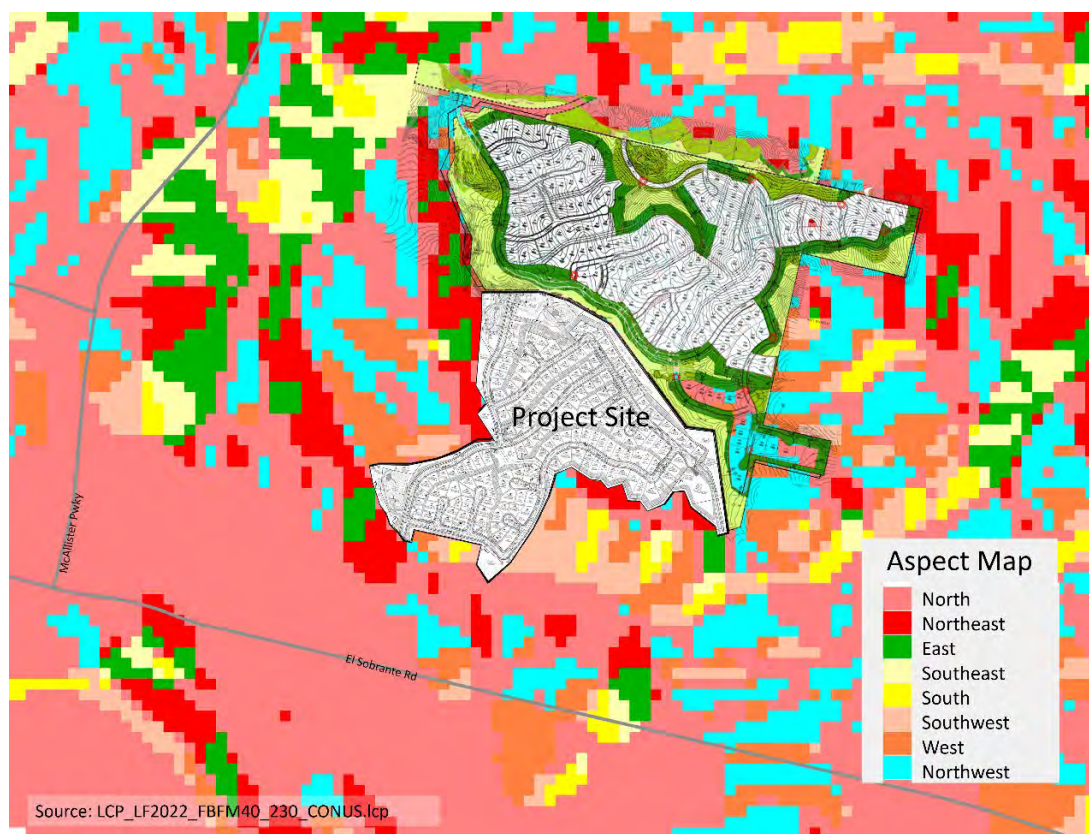 Project Site
McAllister Pwky
El Sobrante Rd
Aspect Map
North
Northeast
East
Southeast
South
Southwest
West
Northwest
Source: LCP_LF2022_FBFM40_230_CONUS.lcp